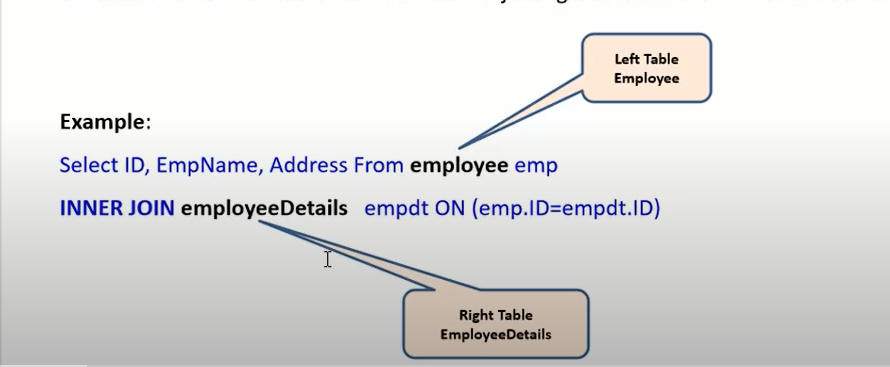 Left Table
Employee
Example:
Select ID, EmpName, Address From employee emp
INNER JOIN employeeDetails empdt ON (emp.ID=empdt.ID)
Right Table
EmployeeDetails